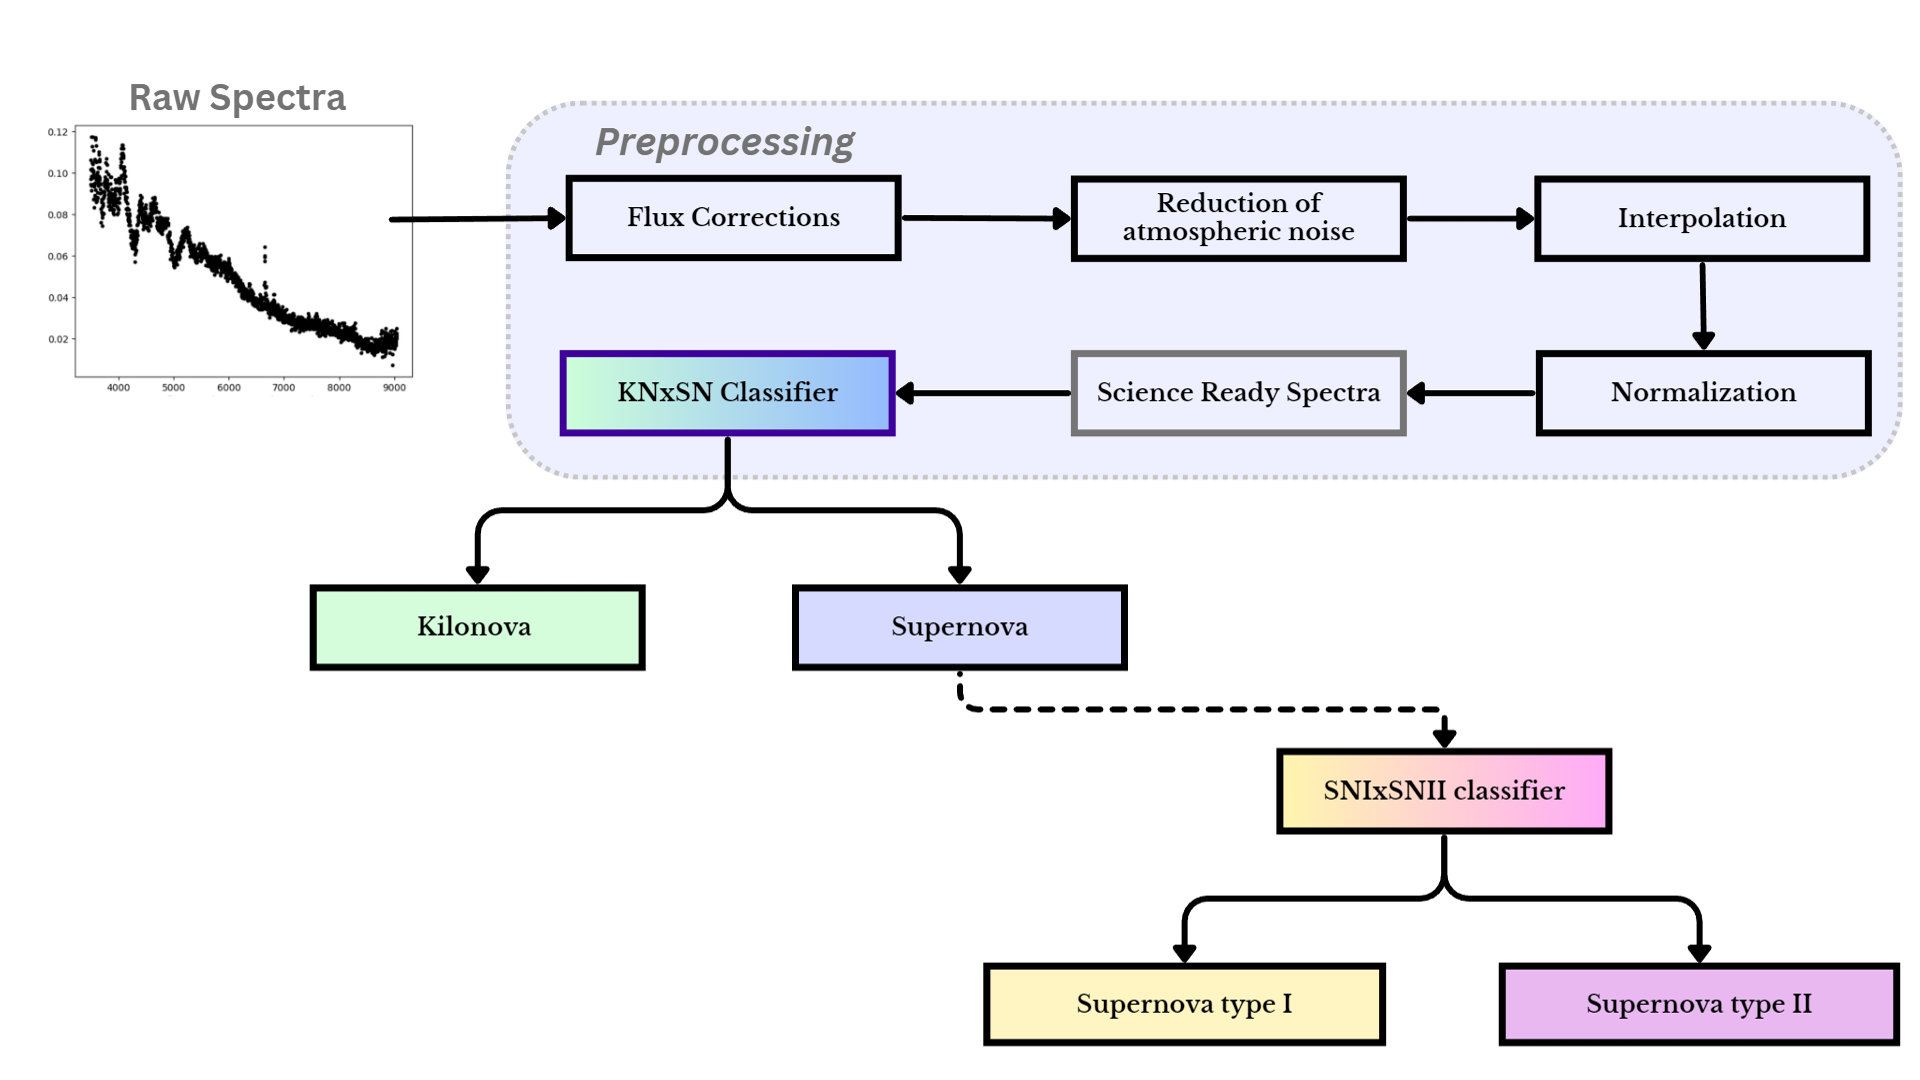 Raw Spectra
0.12
0.10
0.08
0.06
0.04
0.02
4000 5000 6000 7000 8000 9000
Preprocessing
Flux Corrections
Reduction of
atmospheric noise
Interpolation
Normalization
Science Ready Spectra
KNxSN Classifier
Kilonova
Supernova
SNIxSNII classifier
Supernova type I
Supernova type II